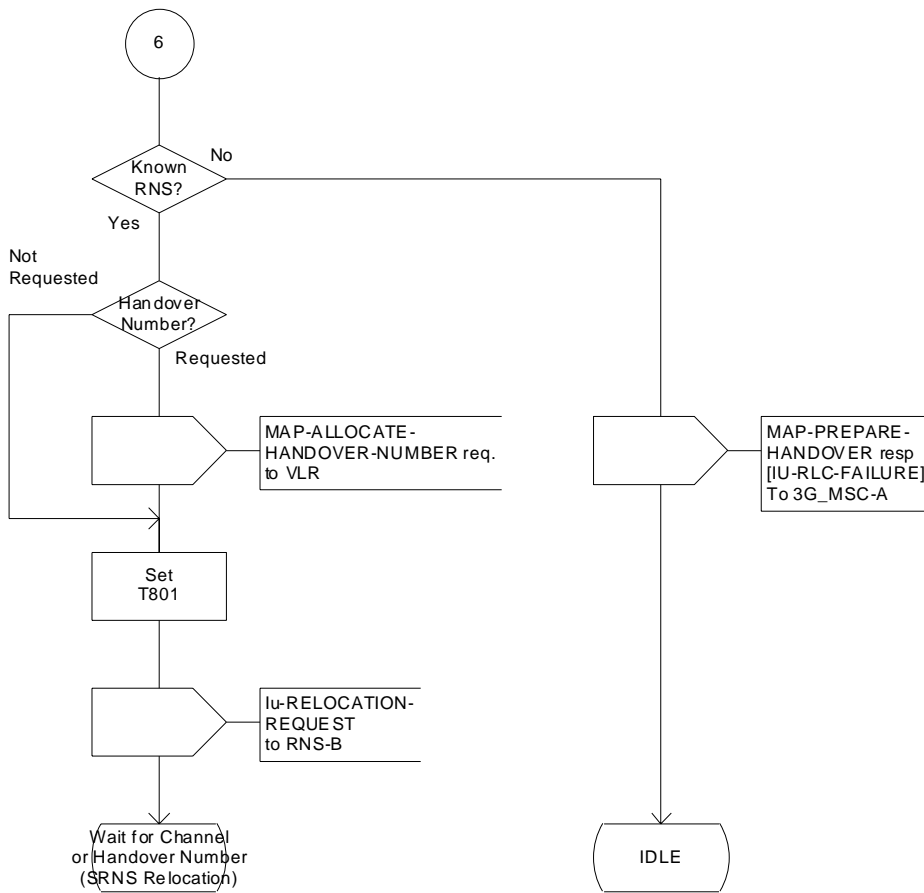 6
Known
RNS?
No
Yes
Not
Requested
Handover
Number?
Requested
MAP-ALLOCATE-
HANDOVER-NUMBER req.
to VLR
MAP-PREPARE-
HANDOVER resp
[IU-RLC-FAILURE]
To 3G_MSC-A
Set
T801
Iu-RELOCATION-
REQUEST
to RNS-B
Wait for Channel
or Handover Number
(SRNS Relocation)
IDLE